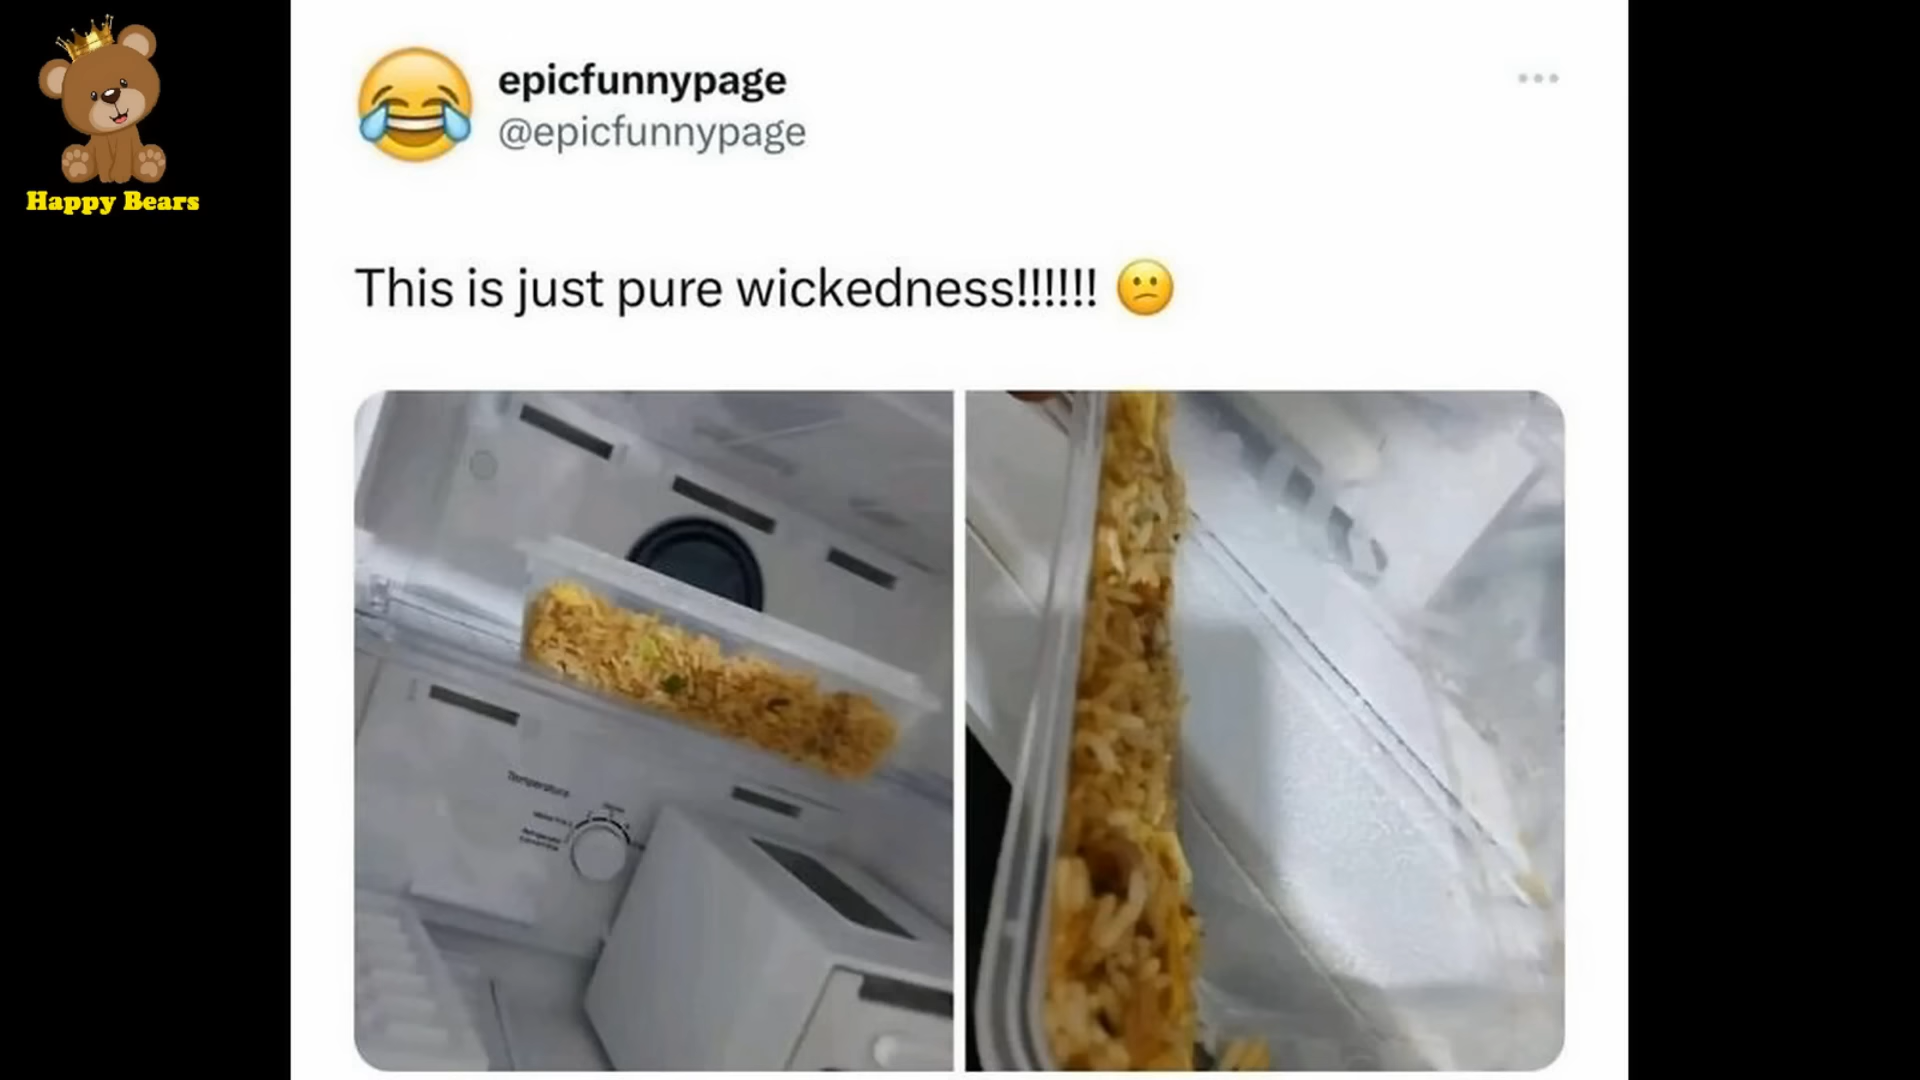 Happy Bears
epicfunnypage
@epicfunnypage
This is just pure wickedness!!!!!!
Temperature